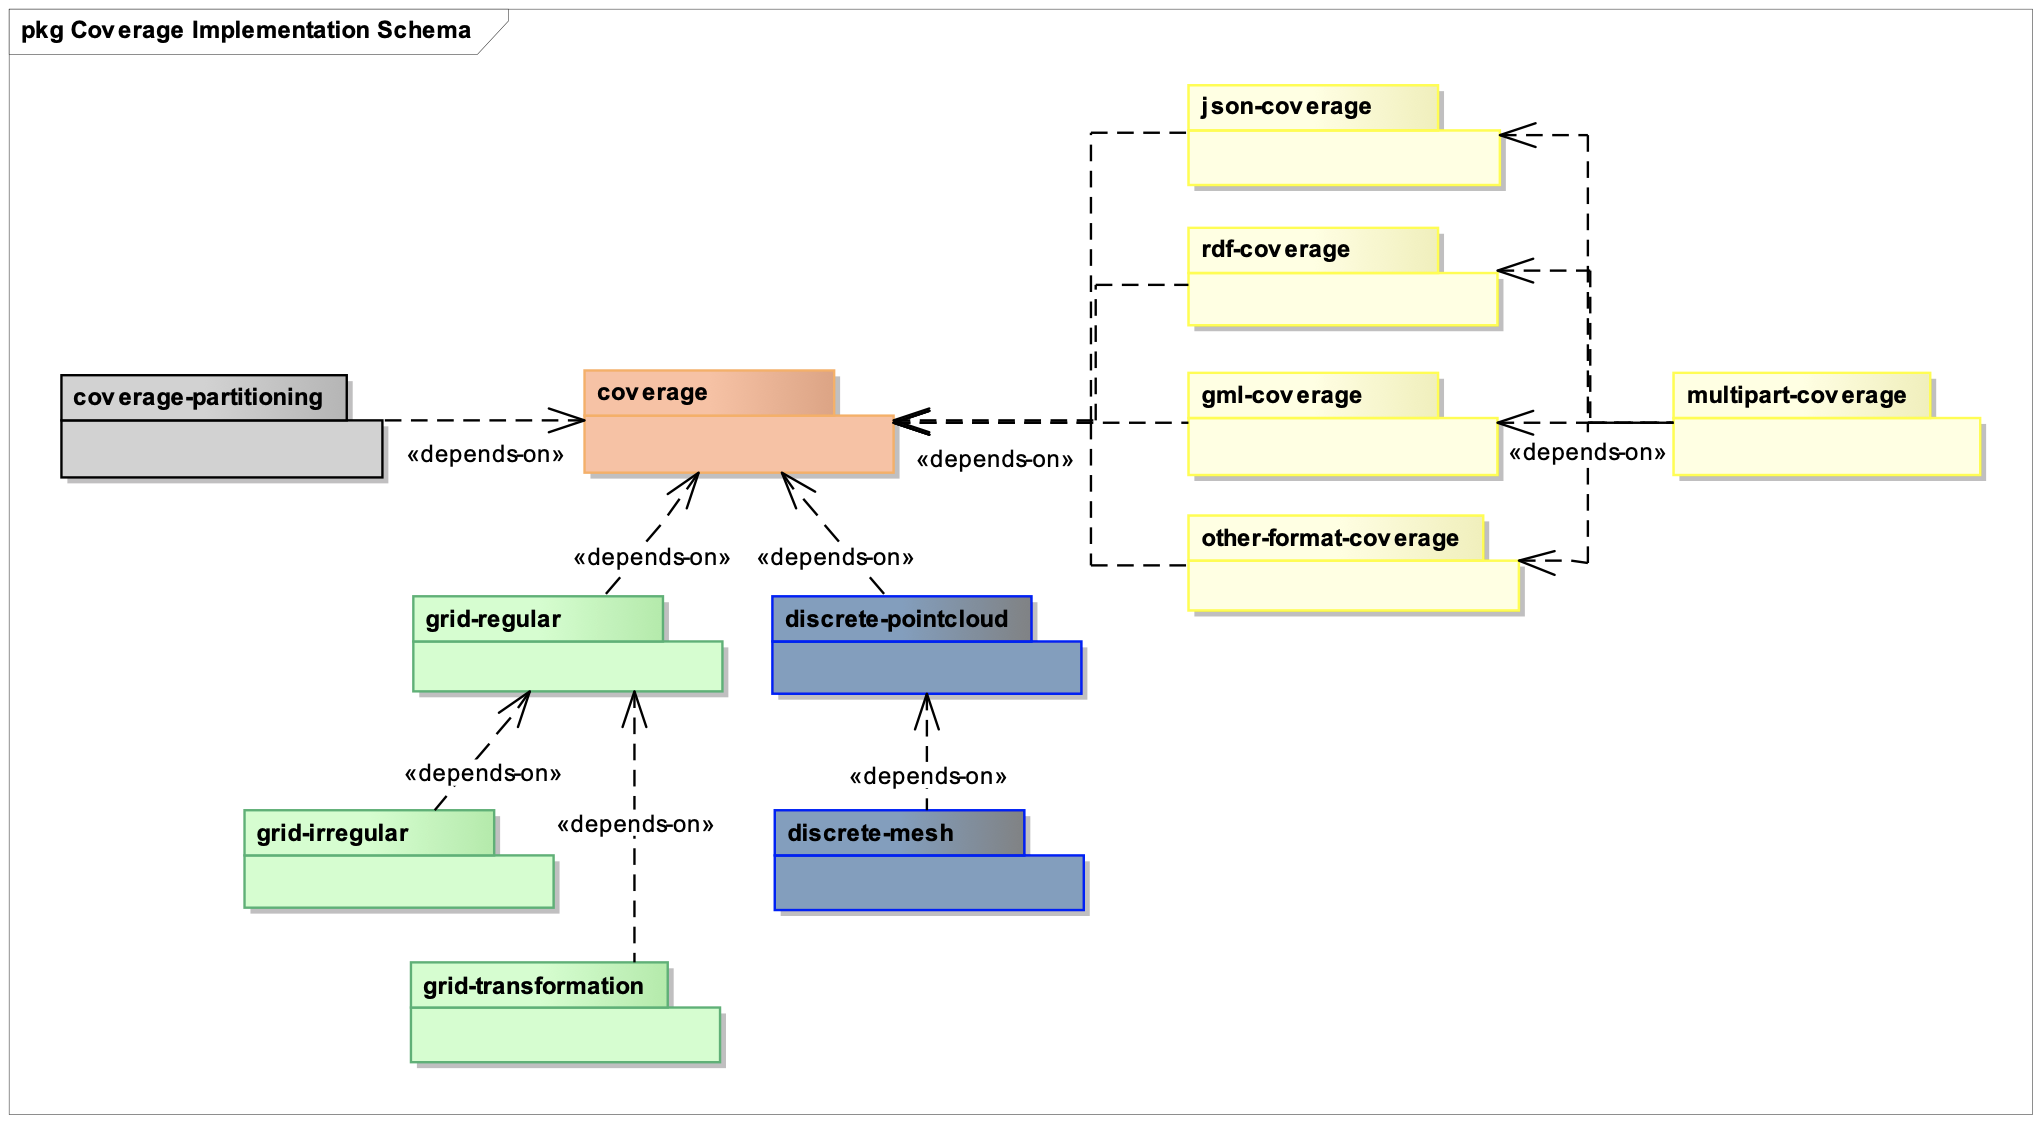 pkg Coverage Implementation Schema
json-coverage
rdf-coverage
coverage-partitioning
coverage
gml-coverage
multipart-coverage
«depends-on»
«depends-on»
«depends-on»
other-format-coverage
«depends-on»
«depends-on»
grid-regular
discrete-pointcloud
«depends-on»
«depends-on»
«depends-on»
grid-irregular
discrete-mesh
grid-transformation